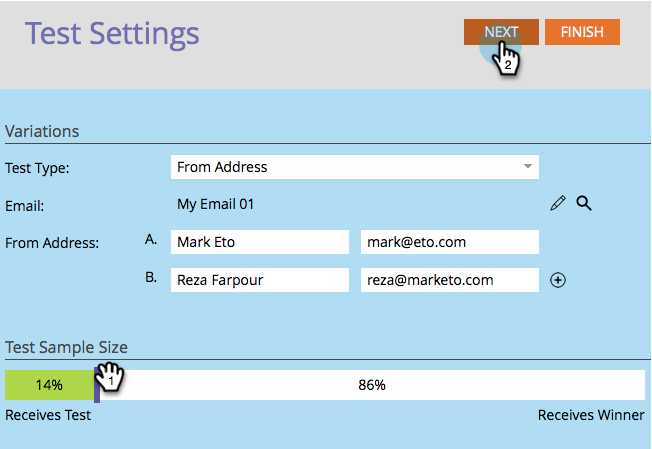 Test Settings
NEXT
FINISH
2
Variations
Test Type:
From Address
Email:
My Email 01
From Address:
A.
Mark Eto
mark@eto.com
B.
Reza Farpour
reza@marketo.com
Test Sample Size
14%
1
86%
Receives Test
Receives Winner